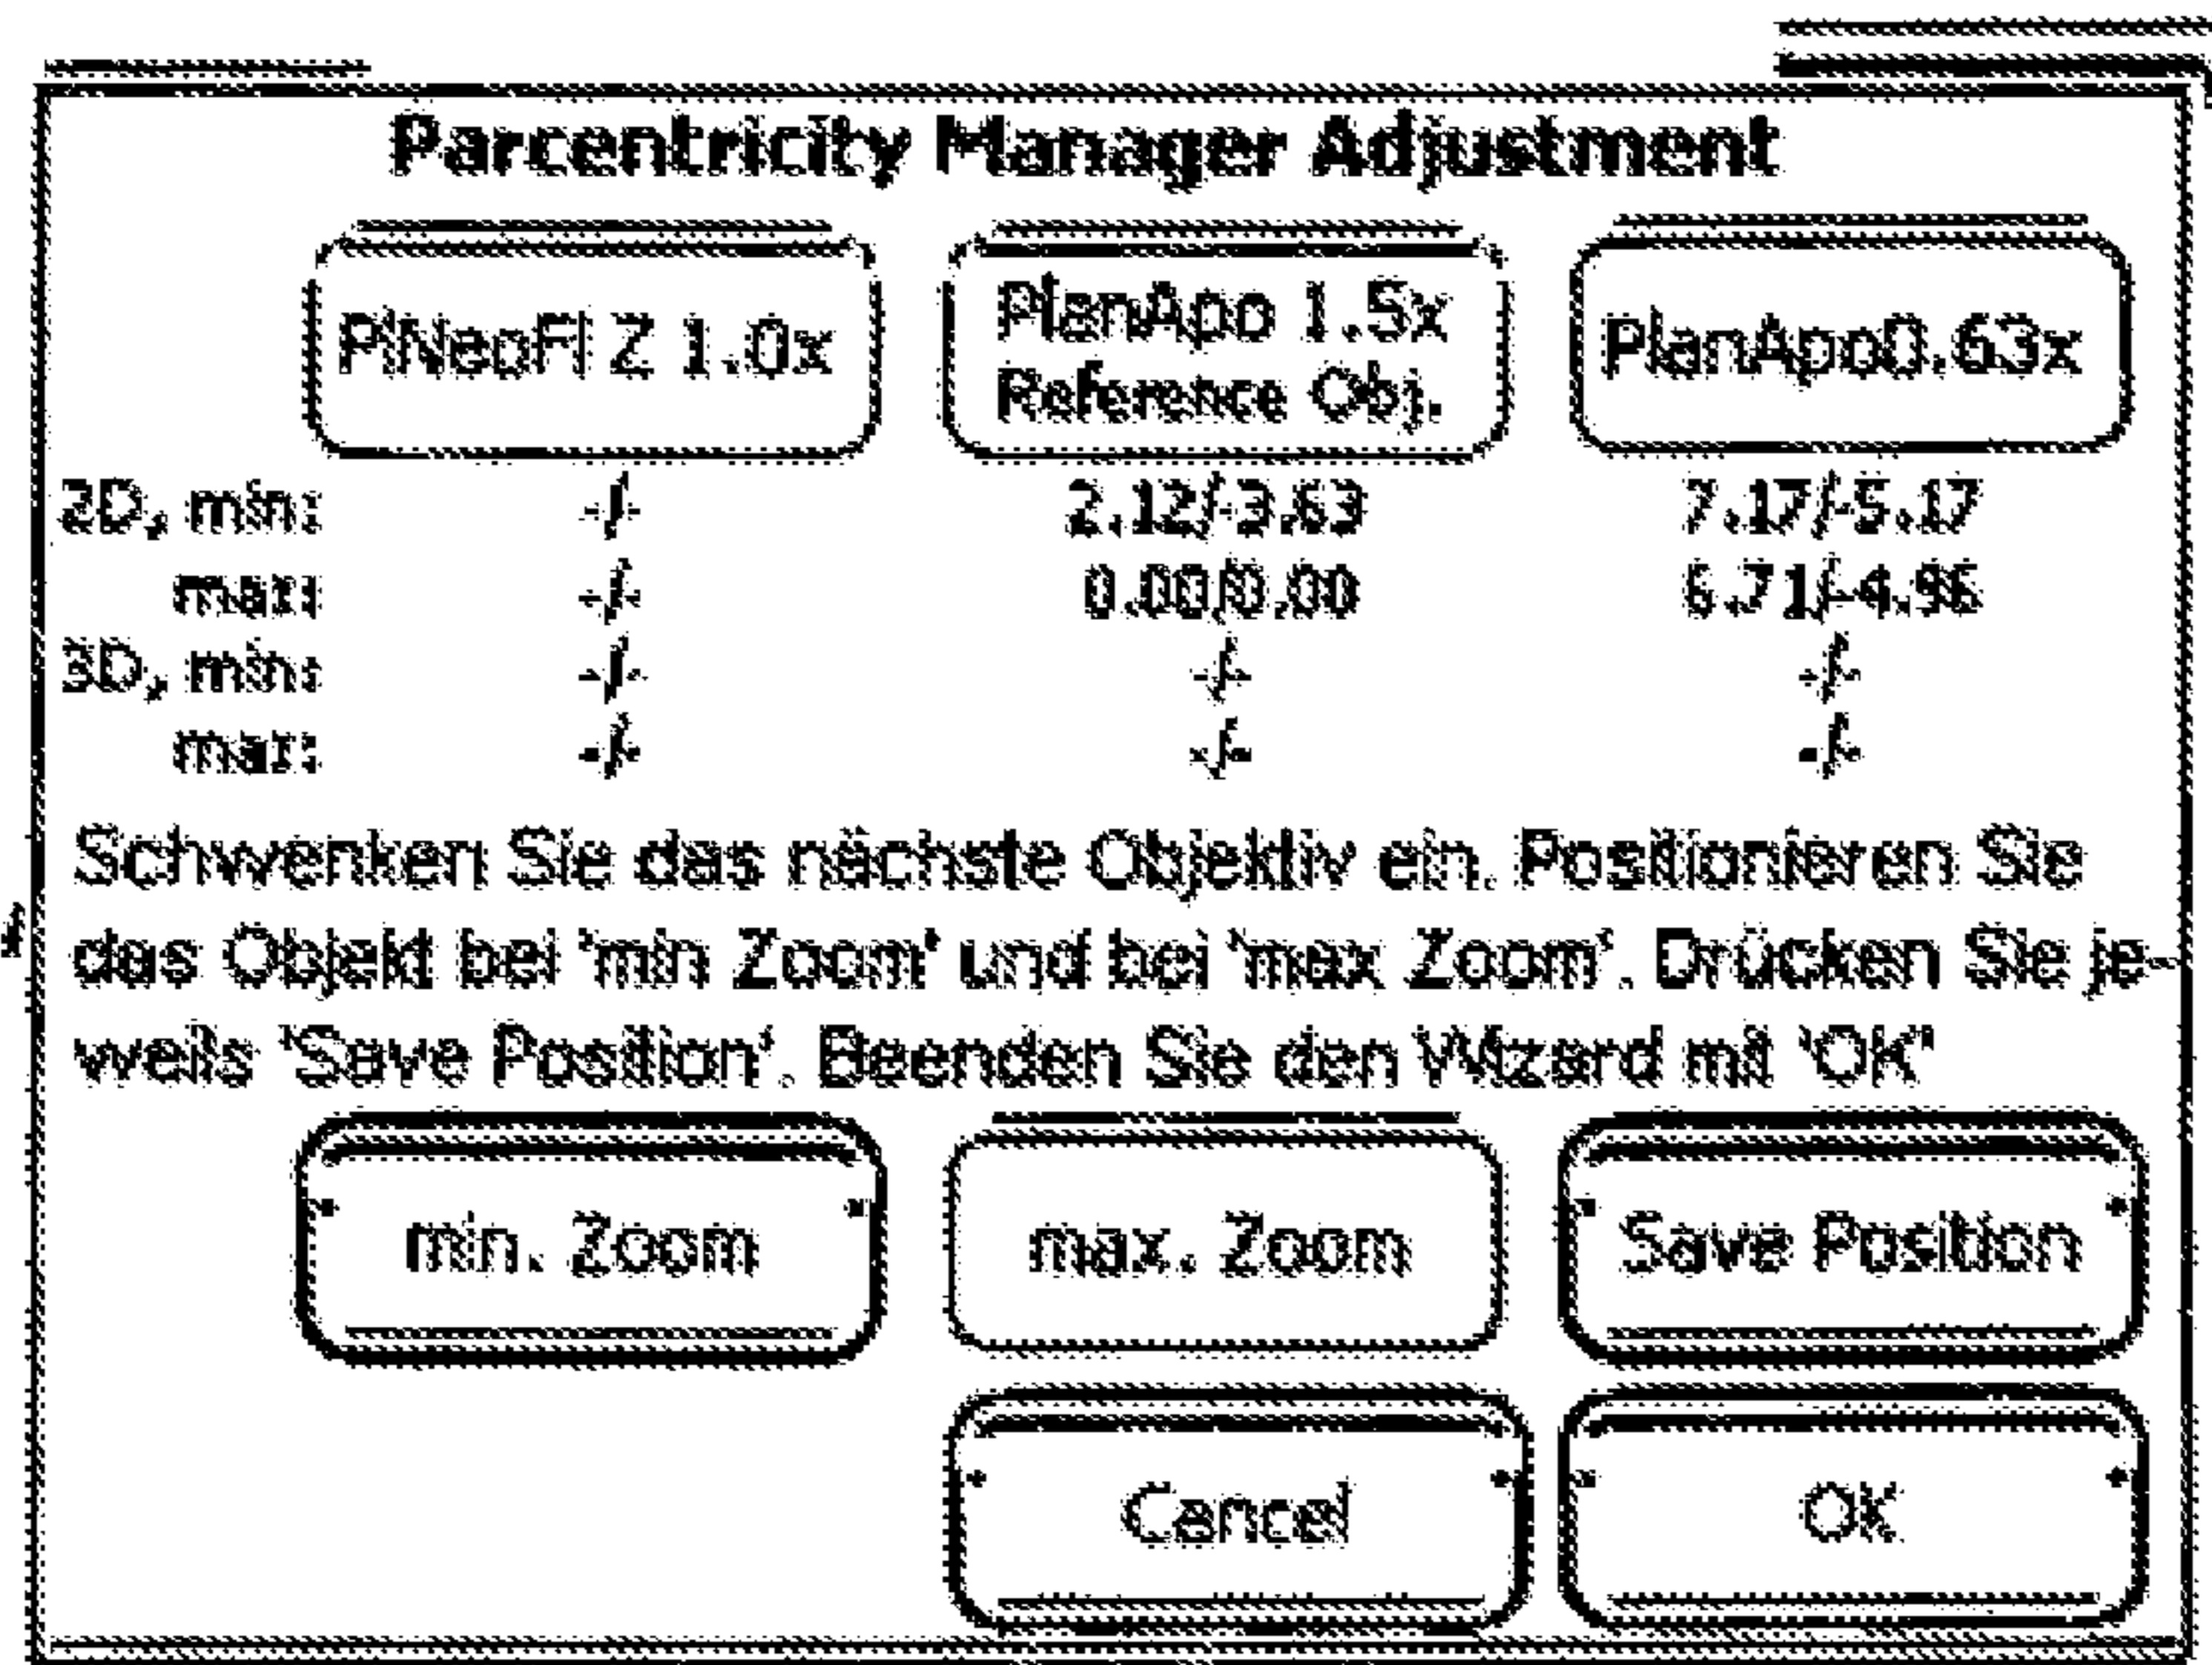 Parcentricity Manager Adjustment
PlNeoFl Z 1.0x
PlanApo 1.5x
Reference Obj.
PlanApo0.63x
2D, min: -/- 2.12/-3.63 7.17/-5.17
max: -/- 0.00/0.00 6.71/-4.96
3D, min: -/- -/- -/-
max: -/- -/- -/-
Schwenken Sie das nächste Objektiv ein. Positionieren Sie
das Objekt bei 'min Zoom' und bei 'max Zoom'. Drücken Sie je-
weils 'Save Position'. Beenden Sie den Wizard mit 'OK'
min. Zoom
max. Zoom
Save Position
Cancel
OK